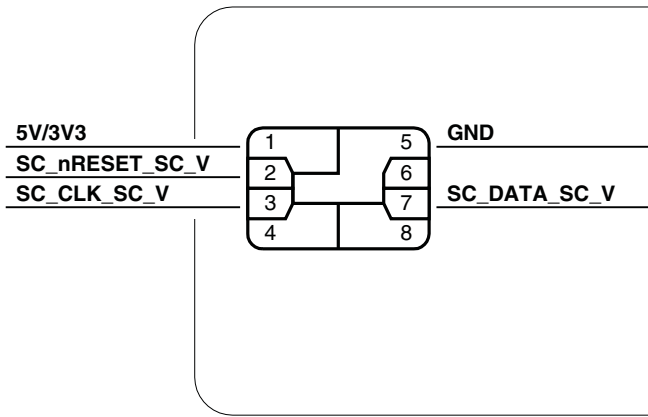 5V/3V3
SC_nRESET_SC_V
SC_CLK_SC_V
1
2
3
4
5
6
7
8
GND
SC_DATA_SC_V